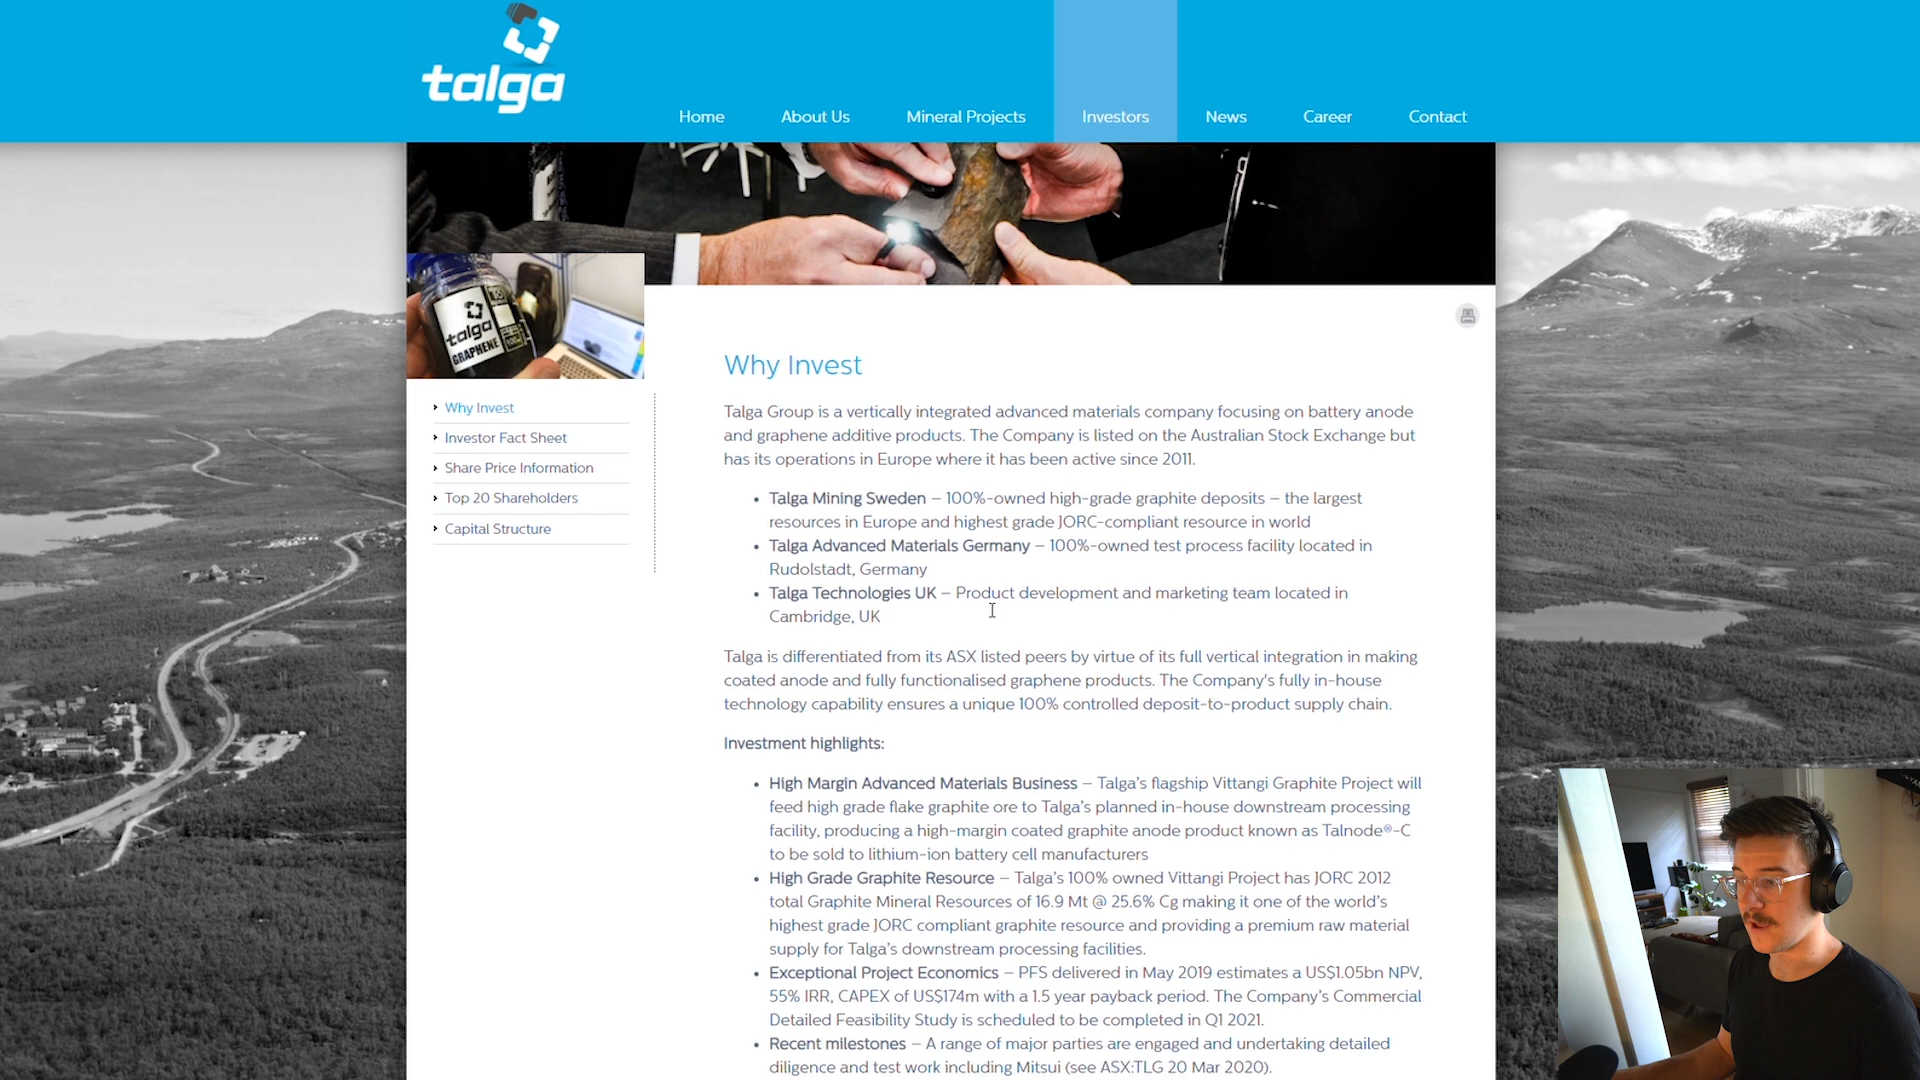 talga
Home
About Us
Mineral Projects
Investors
News
Career
Contact
talga
GRAPHENE
Why Invest
Investor Fact Sheet
Share Price Information
Top 20 Shareholders
Capital Structure
Why Invest
Talga Group is a vertically integrated advanced materials company focusing on battery anode
and graphene additive products. The Company is listed on the Australian Stock Exchange but
has its operations in Europe where it has been active since 2011.
• Talga Mining Sweden – 100%-owned high-grade graphite deposits – the largest
resources in Europe and highest grade JORC-compliant resource in world
• Talga Advanced Materials Germany – 100%-owned test process facility located in
Rudolstadt, Germany
• Talga Technologies UK – Product development and marketing team located in
Cambridge, UK
Talga is differentiated from its ASX listed peers by virtue of its full vertical integration in making
coated anode and fully functionalised graphene products. The Company's fully in-house
technology capability ensures a unique 100% controlled deposit-to-product supply chain.
Investment highlights:
• High Margin Advanced Materials Business – Talga’s flagship Vittangi Graphite Project will
feed high grade flake graphite ore to Talga’s planned in-house downstream processing
facility, producing a high-margin coated graphite anode product known as Talnode®-C
to be sold to lithium-ion battery cell manufacturers
• High Grade Graphite Resource – Talga’s 100% owned Vittangi Project has JORC 2012
total Graphite Mineral Resources of 16.9 Mt @ 25.6% Cg making it one of the world’s
highest grade JORC compliant graphite resource and providing a premium raw material
supply for Talga’s downstream processing facilities.
• Exceptional Project Economics – PFS delivered in May 2019 estimates a US$1.05bn NPV,
55% IRR, CAPEX of US$174m with a 1.5 year payback period. The Company’s Commercial
Detailed Feasibility Study is scheduled to be completed in Q1 2021.
• Recent milestones – A range of major parties are engaged and undertaking detailed
diligence and test work including Mitsui (see ASX:TLG 20 Mar 2020).